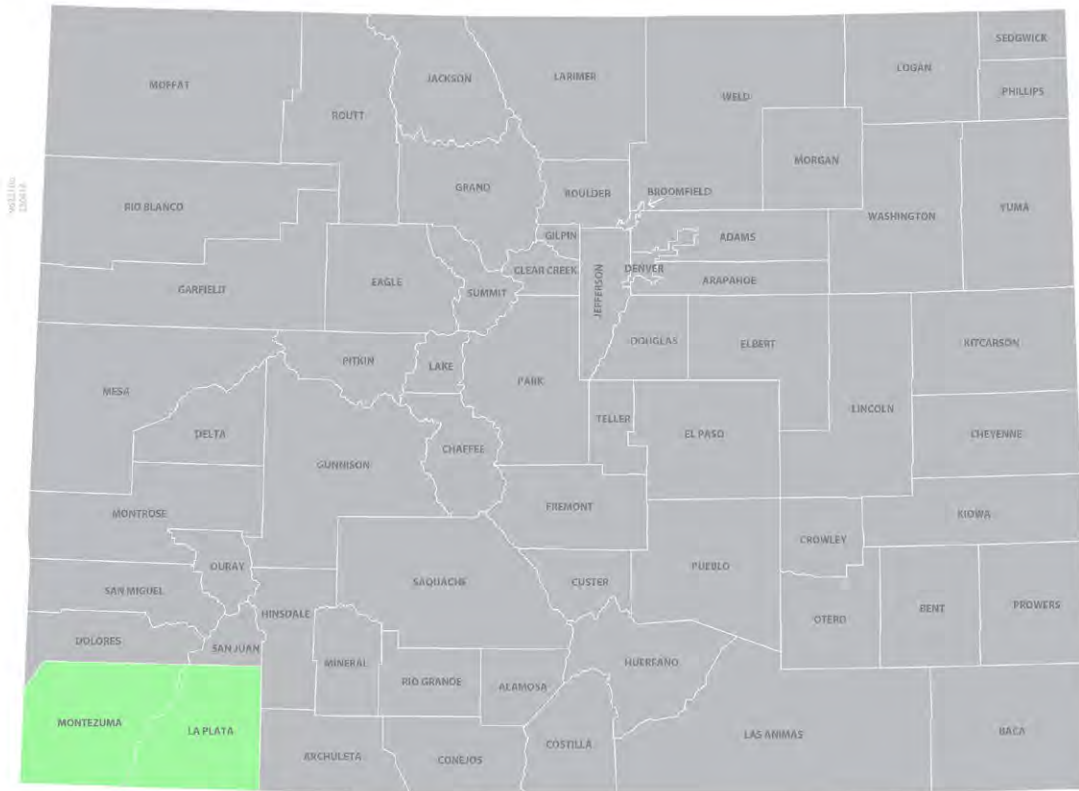 SEDGWICK
LOGAN
JACKSON
LARIMER
MOFFAT
PHILLIPS
WELD
ROUTT
MORGAN
GRAND
BOULDER
BROOMFIELD
RIO BLANCO
YUMA
WASHINGTON
GILPIN
ADAMS
CLEAR CREEK
DENVER
EAGLE
ARAPAHOE
GARFIELD
SUMMIT
JEFFERSON
DOUGLAS
ELBERT
KITCARSON
PITKIN
LAKE
PARK
MESA
LINCOLN
TELLER
DELTA
EL PASO
CHEYENNE
CHAFFEE
GUNNISON
FREMONT
MONTROSE
KIOWA
CROWLEY
OURAY
PUEBLO
SAQUACHE
CUSTER
SAN MIGUEL
HINSDALE
BENT
PROWERS
OTERO
DOLORES
SAN JUAN
MINERAL
HUERFANO
RIO GRANDE
ALAMOSA
MONTEZUMA
LA PLATA
LAS ANIMAS
BACA
COSTILLA
ARCHULETA
CONEJOS